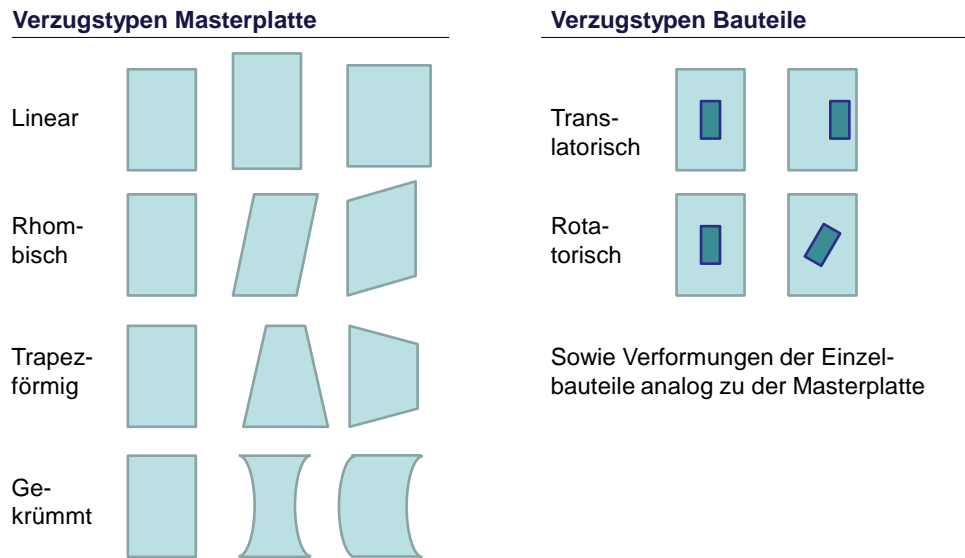 Verzugstypen Masterplatte
Linear
Rhom-
bisch
Trapez-
förmig
Ge-
krümmt
Verzugstypen Bauteile
Trans-
latorisch
Rota-
torisch
Sowie Verformungen der Einzel-
bauteile analog zu der Masterplatte